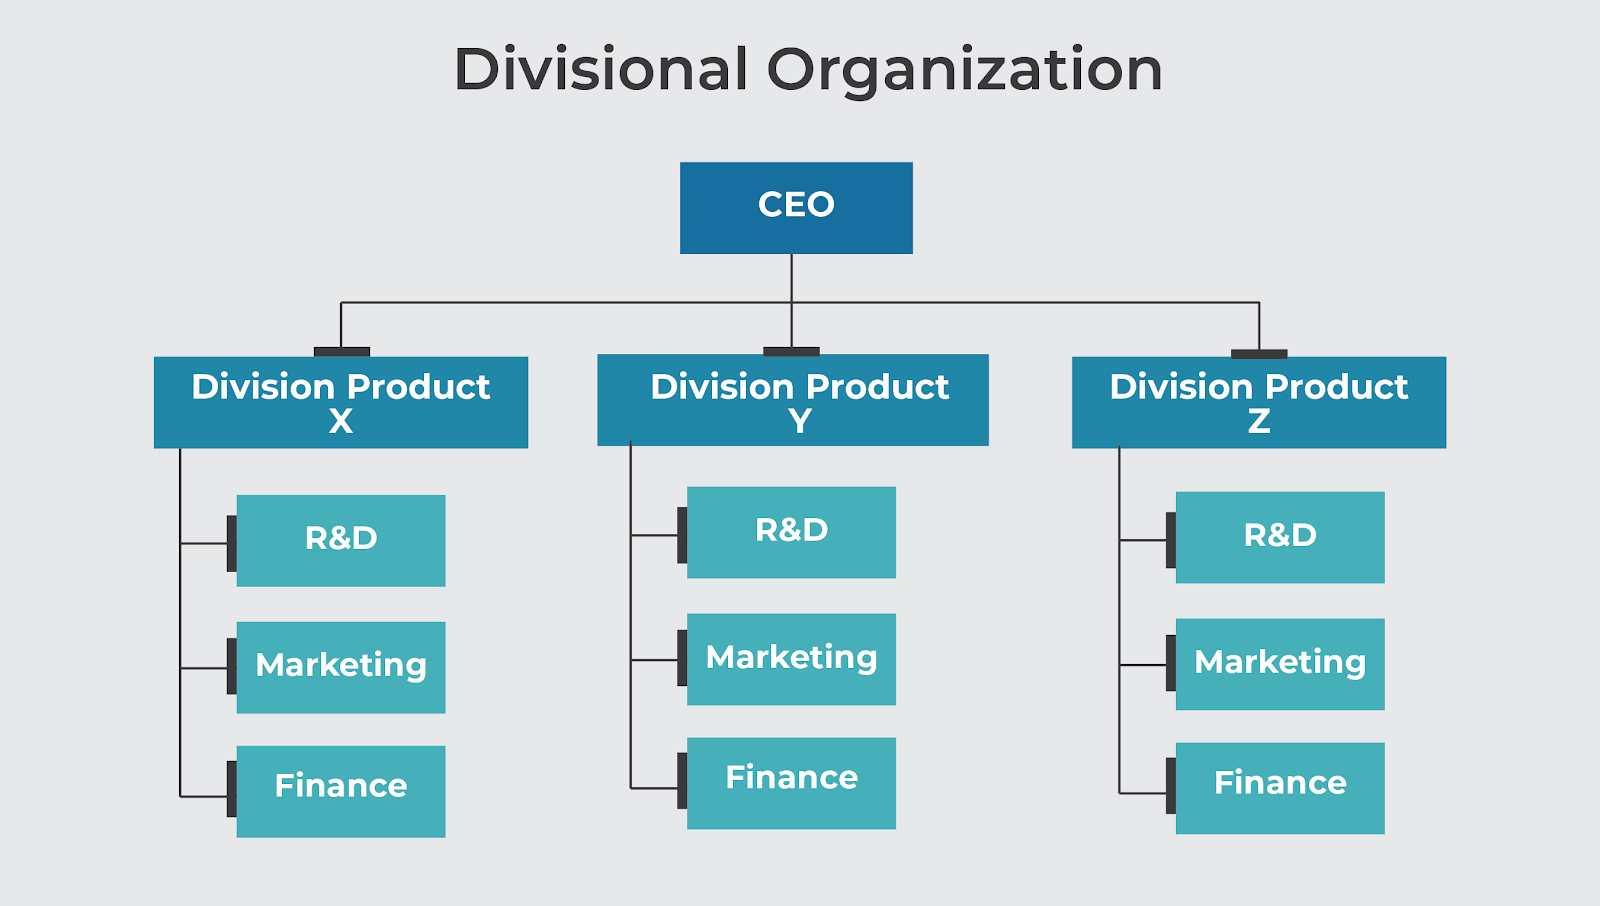 Divisional Organization
CEO
Division Product
X
R&D
Marketing
Finance
Division Product
Y
R&D
Marketing
Finance
Division Product
Z
R&D
Marketing
Finance